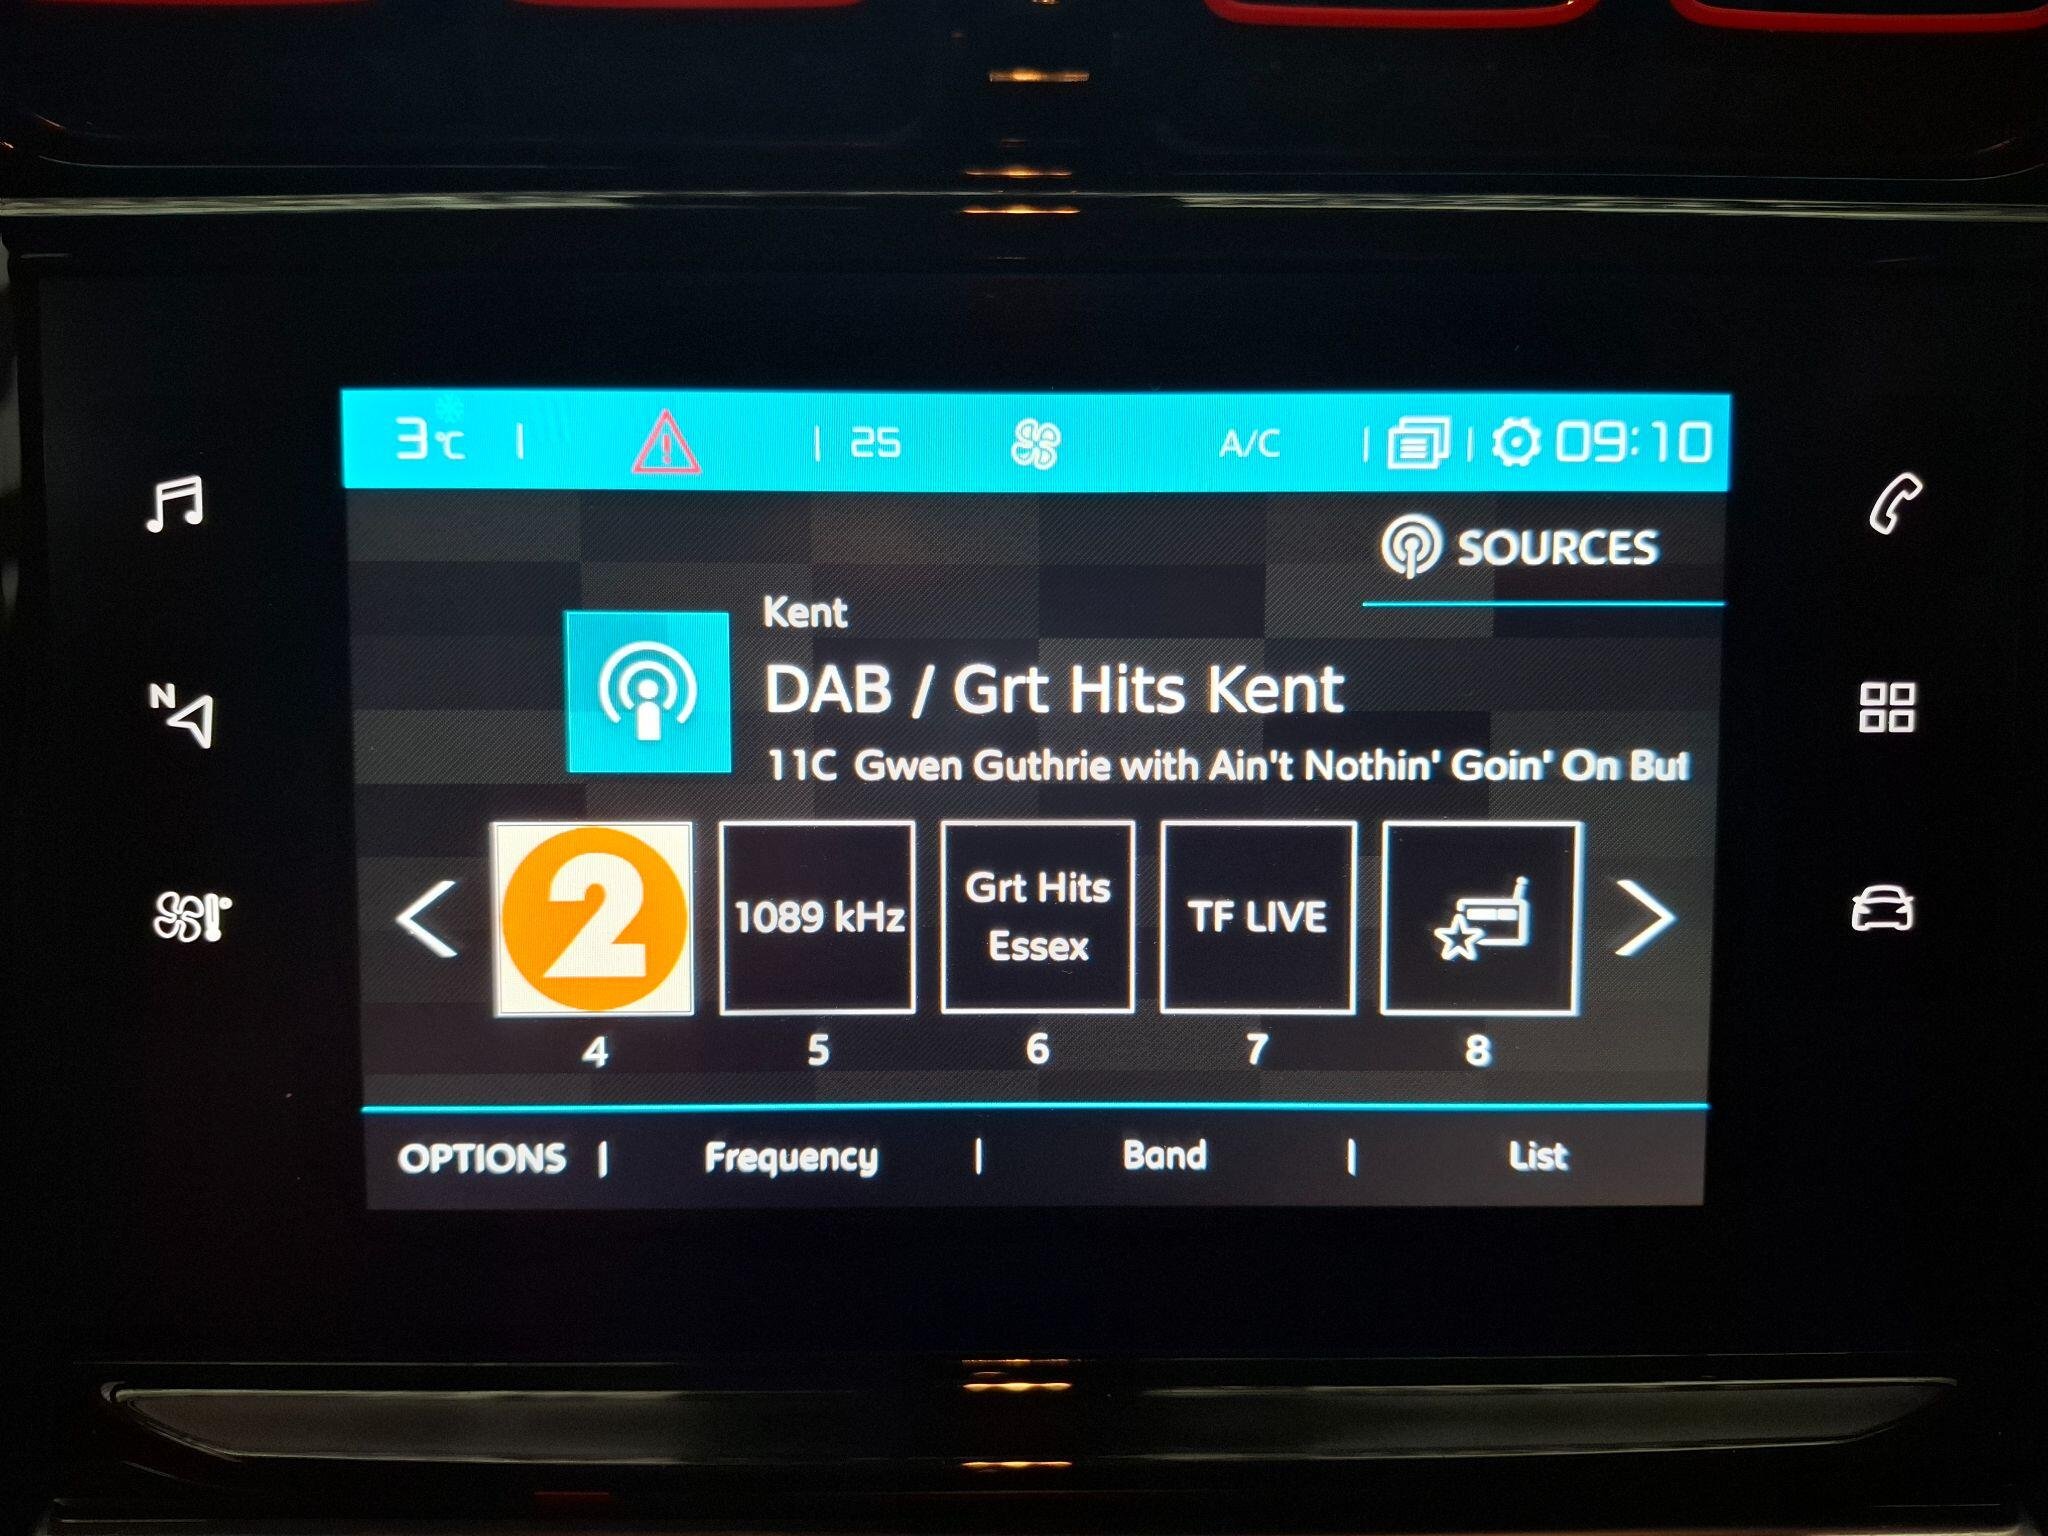 3°C | | 25 A/C | | 09:10
SOURCES
Kent
DAB / Grt Hits Kent
11C Gwen Guthrie with Ain't Nothin' Goin' On But
N
2
1089 kHz
Grt Hits
Essex
TF LIVE
4 5 6 7 8
OPTIONS | Frequency | Band | List